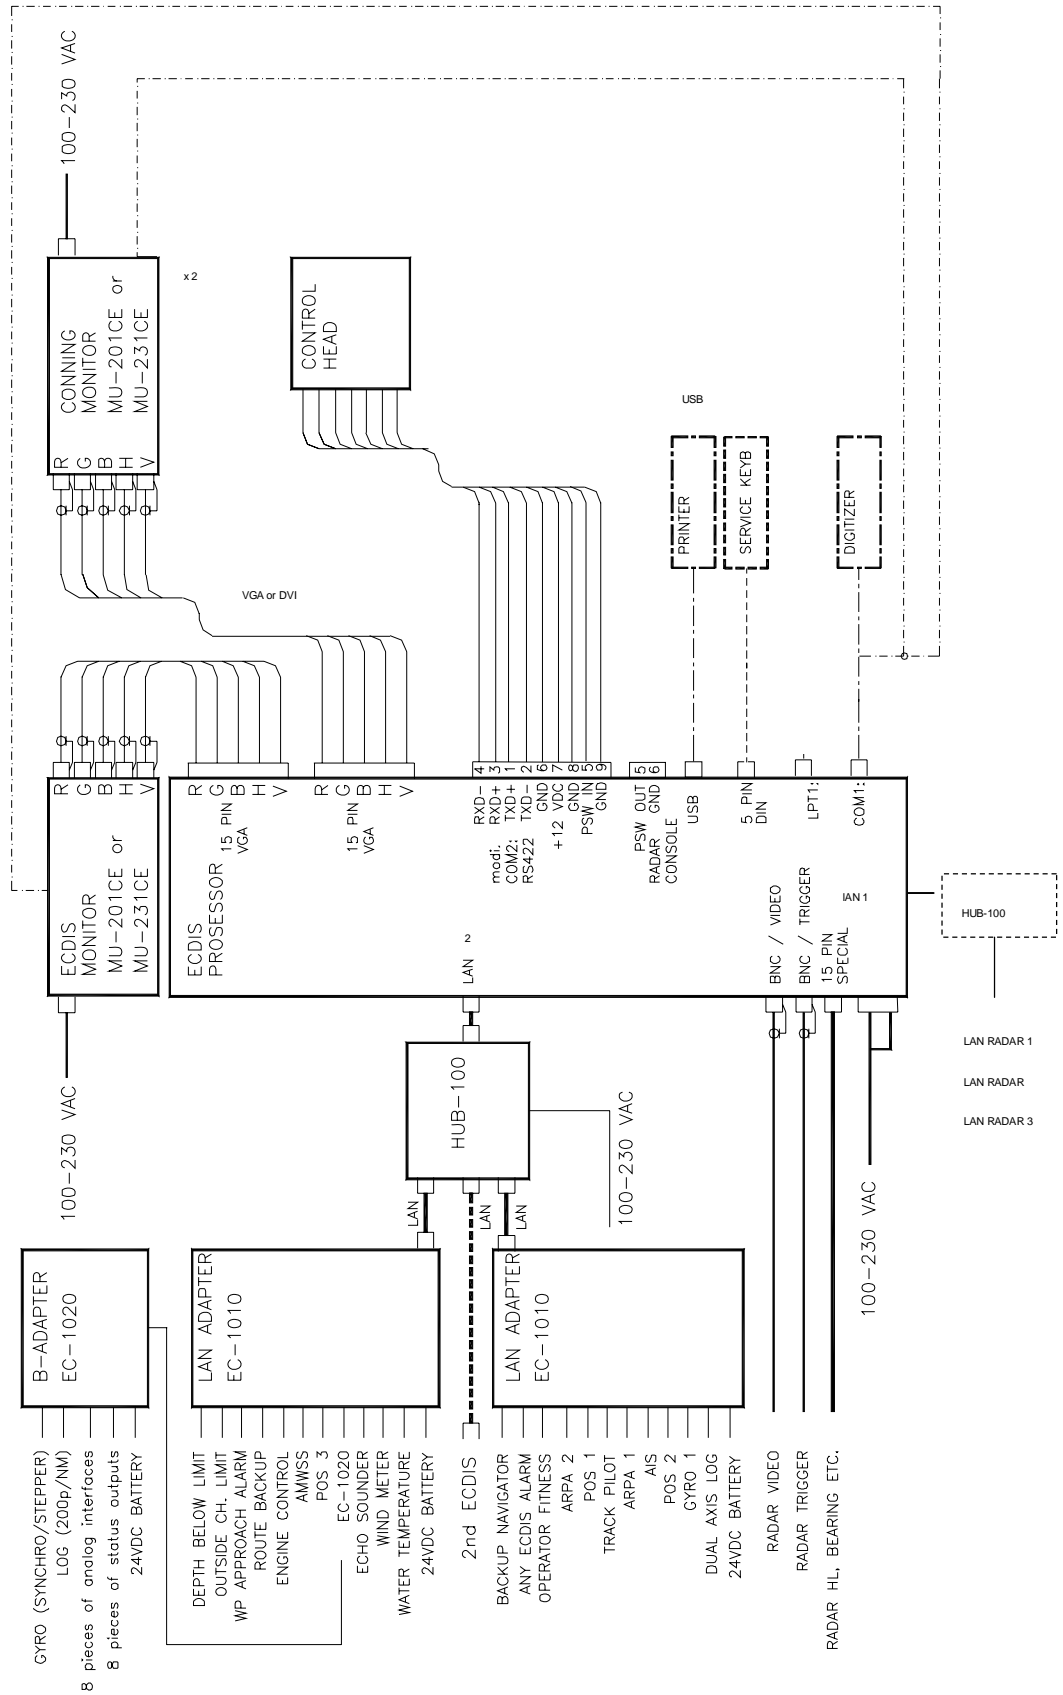 100-230 VAC
CONNING
MONITOR
MU-201CE or
MU-231CE
R
G
B
H
V
x 2
CONTROL
HEAD
USB
PRINTER
SERVICE KEYB
DIGITIZER
VGA or DVI
ECDIS
MONITOR
MU-201CE or
MU-231CE
R
G
B
H
V
100-230 VAC
ECDIS
PROSESSOR
R
G
B
H
V
15 PIN
VGA
R
G
B
H
V
15 PIN
VGA
RXD- 4
RXD+ 3
TXD+ 1
TXD- 2
GND 6
+12 VDC 7
GND 8
PSW IN 5
GND 9
modi.
COM2:
RS422
PSW OUT 5
GND 6
RADAR
CONSOLE
USB
5 PIN
DIN
LPT1:
COM1:
LAN 2
BNC / VIDEO
BNC / TRIGGER
15 PIN
SPECIAL
IAN 1
HUB-100
LAN RADAR 1
LAN RADAR
LAN RADAR 3
HUB-100
100-230 VAC
100-230 VAC
LAN
LAN
LAN
B-ADAPTER
EC-1020
GYRO (SYNCHRO/STEPPER)
LOG (200p/NM)
8 pieces of analog interfaces
8 pieces of status outputs
24VDC BATTERY
LAN ADAPTER
EC-1010
DEPTH BELOW LIMIT
OUTSIDE CH. LIMIT
WP APPROACH ALARM
ROUTE BACKUP
ENGINE CONTROL
AMWSS
POS 3
EC-1020
ECHO SOUNDER
WIND METER
WATER TEMPERATURE
24VDC BATTERY
2nd ECDIS
LAN ADAPTER
EC-1010
BACKUP NAVIGATOR
ANY ECDIS ALARM
OPERATOR FITNESS
ARPA 2
POS 1
TRACK PILOT
ARPA 1
AIS
POS 2
GYRO 1
DUAL AXIS LOG
24VDC BATTERY
RADAR VIDEO
RADAR TRIGGER
RADAR HL, BEARING ETC.